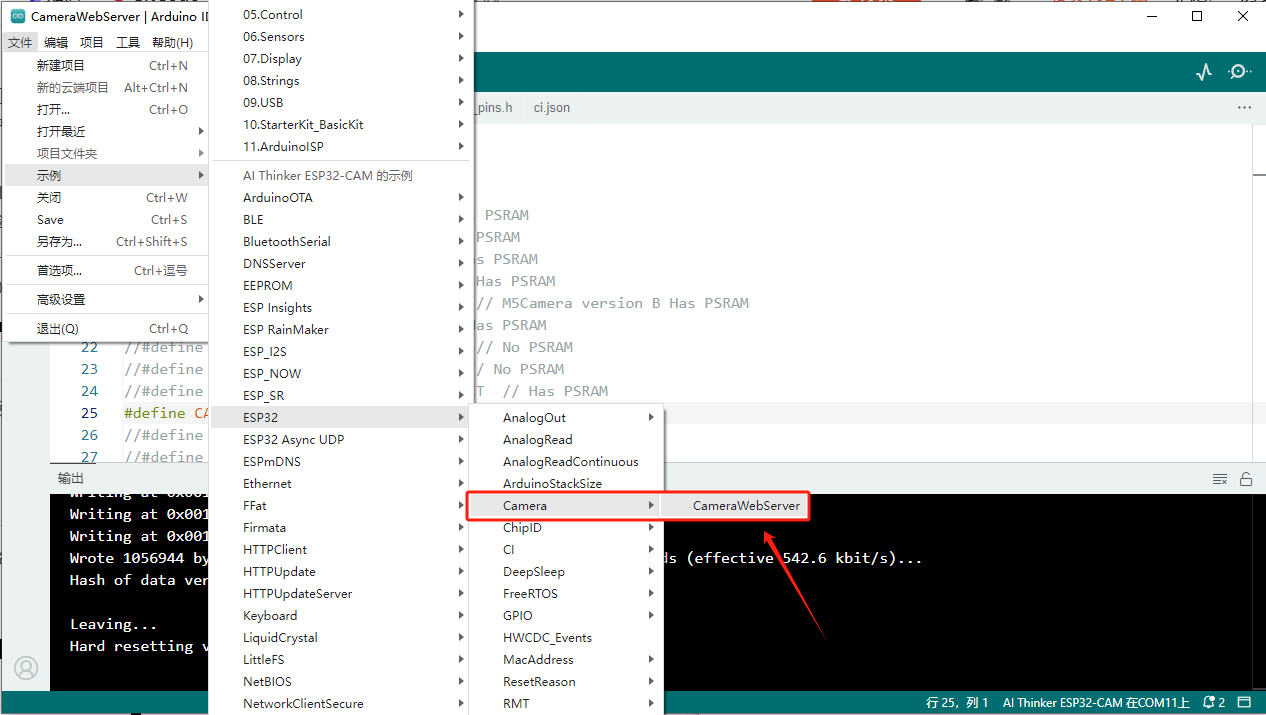 CameraWebServer | Arduino ID
文件 编辑 项目 工具 帮助(H)
新建项目 Ctrl+N
新的云端项目 Alt+Ctrl+N
打开... Ctrl+O
打开最近
项目文件夹
示例
关闭 Ctrl+W
Save Ctrl+S
另存为... Ctrl+Shift+S
首选项... Ctrl+逗号
高级设置
退出(Q) Ctrl+Q
05.Control
06.Sensors
07.Display
08.Strings
09.USB
10.StarterKit_BasicKit
11.ArduinoISP
AI Thinker ESP32-CAM 的示例
ArduinoOTA
BLE
BluetoothSerial
DNSServer
EEPROM
ESP Insights
ESP RainMaker
ESP_I2S
ESP_NOW
ESP_SR
ESP32
ESP32 Async UDP
ESPmDNS
Ethernet
FFat
Firmata
HTTPClient
HTTPUpdate
HTTPUpdateServer
Keyboard
LiquidCrystal
LittleFS
NetBIOS
NetworkClientSecure
AnalogOut
AnalogRead
AnalogReadContinuous
ArduinoStackSize
Camera
ChipID
CI
DeepSleep
FreeRTOS
GPIO
HWCDC_Events
MacAddress
ResetReason
RMT
CameraWebServer
_pins.h ci.json
PSRAM
PSRAM
s PSRAM
Has PSRAM
// M5Camera version B Has PSRAM
Has PSRAM
22 //#define // No PSRAM
23 //#define / No PSRAM
24 //#define T // Has PSRAM
25 #define CA
26 //#define
27 //#define
输出
Writing at 0x001
Writing at 0x001
Writing at 0x001
Wrote 1056944 by ds (effective 542.6 kbit/s)...
Hash of data ver
Leaving...
Hard resetting v
行 25，列 1 AI Thinker ESP32-CAM 在COM11上 2